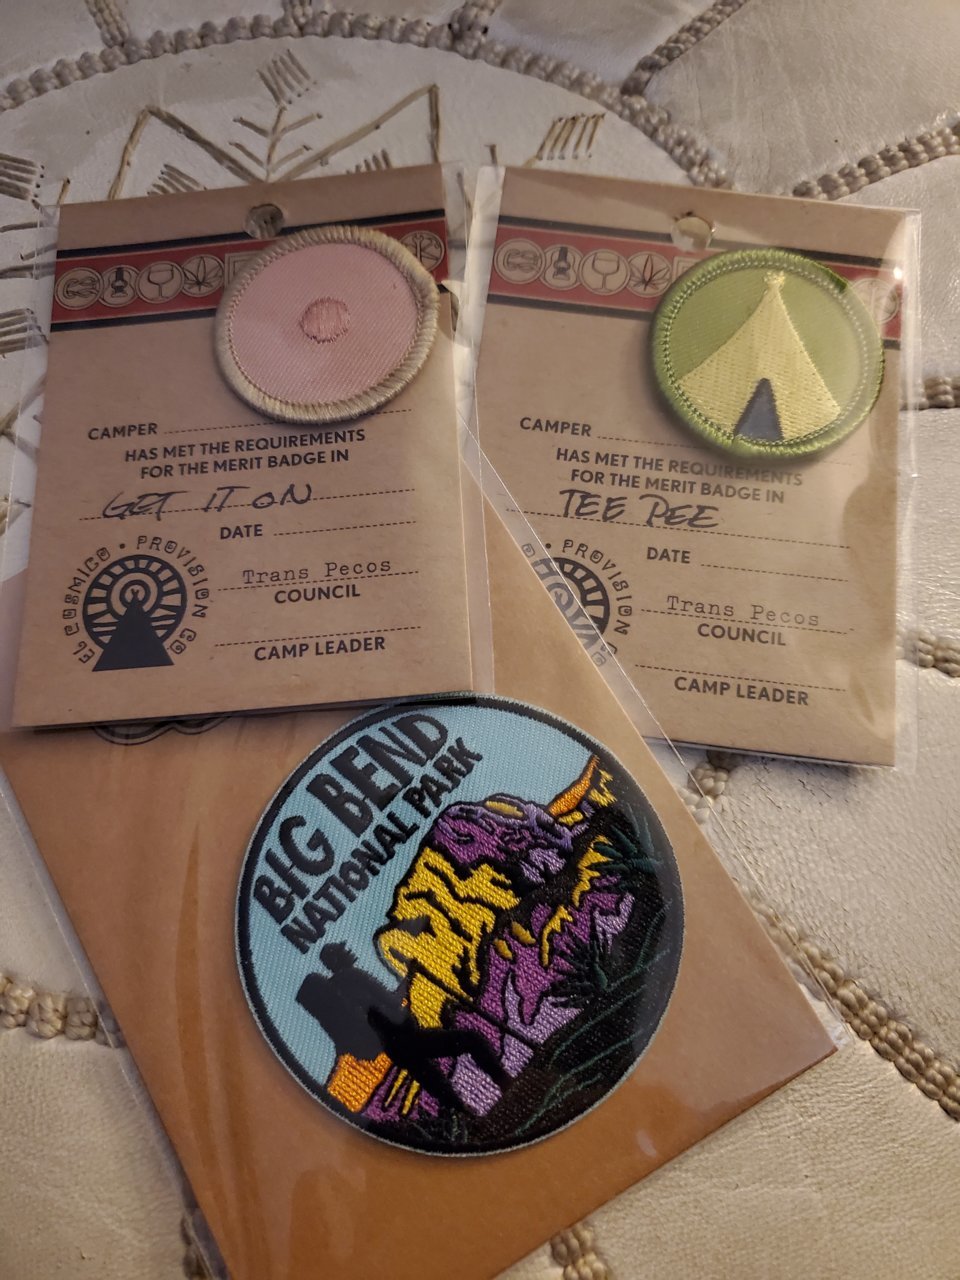 CAMPER
HAS MET THE REQUIREMENTS
FOR THE MERIT BADGE IN
GET IT ON
DATE
EL COSMICO • PROVISION CO.
Trans Pecos
COUNCIL
CAMP LEADER
CAMPER
HAS MET THE REQUIREMENTS
FOR THE MERIT BADGE IN
TEE PEE
DATE
PROVISION
Trans Pecos
COUNCIL
CAMP LEADER
BIG BEND
NATIONAL PARK